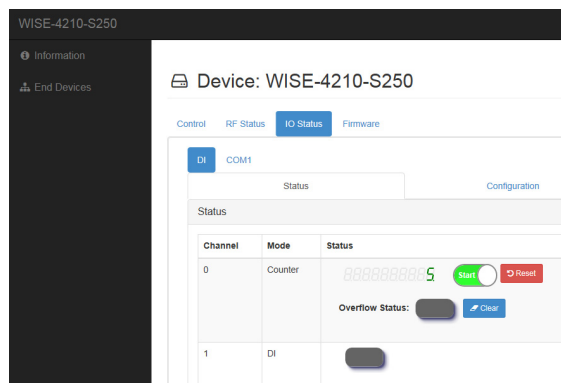 WISE-4210-S250
Information
End Devices
Device: WISE-4210-S250
Control RF Status IO Status Firmware
DI COM1
Status Configuration
Status
Channel Mode Status
0 Counter 5 Start Reset
Overflow Status: Clear
1 DI